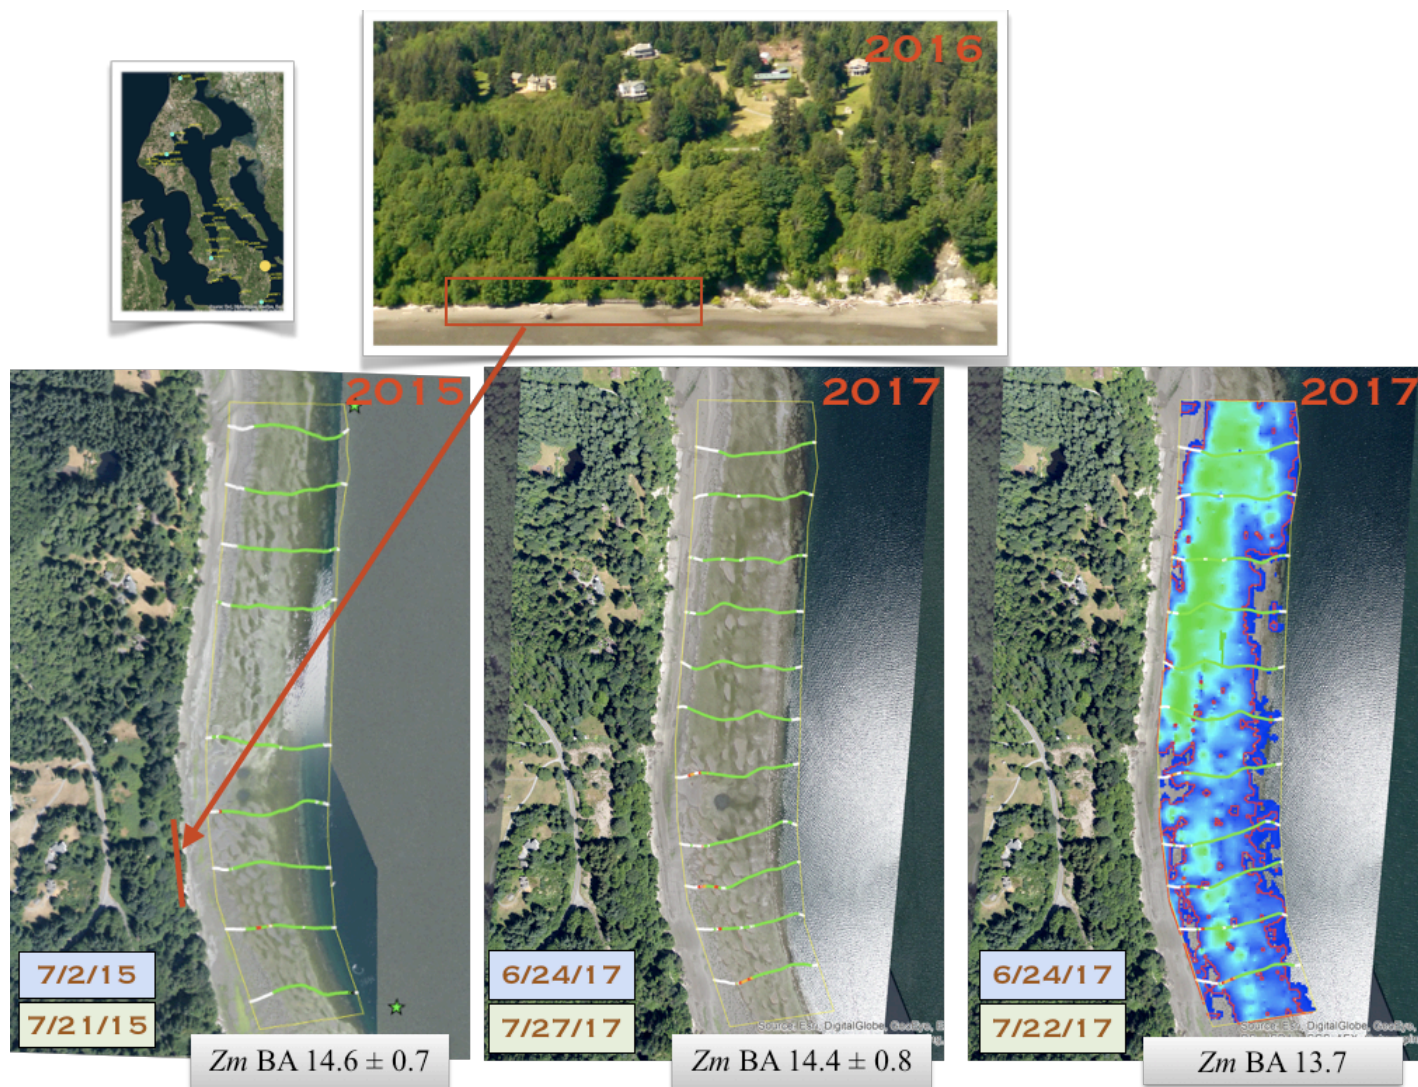 2016
2015
2017
2017
7/2/15
7/21/15
6/24/17
7/27/17
6/24/17
7/22/17
Source: Esri, DigitalGlobe, GeoEye, E
Source: Esri, DigitalGlobe, GeoEye,
Zm BA 14.6 ± 0.7
Zm BA 14.4 ± 0.8
Zm BA 13.7